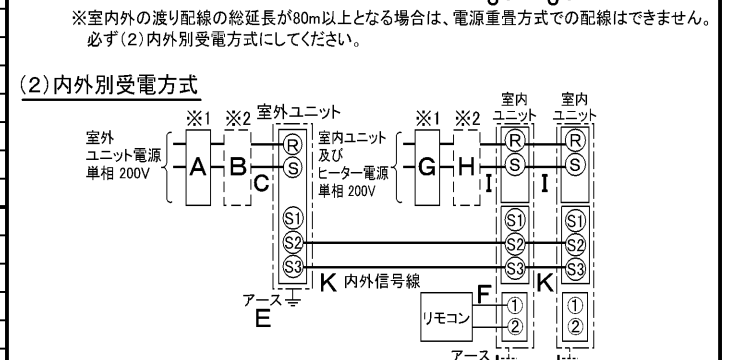 ※室内外の渡り配線の総延長が80m以上となる場合は、電源重畳方式での配線はできません。
必ず(2)内外別受電方式にしてください。
(2)内外別受電方式
※1 ※2 室外ユニット
室外
ユニット電源
単相 200V
A B C
R
S
S1
S2
S3
アース
E
K 内外信号線
※1 ※2
室内ユニット
及び
ヒーター電源
単相 200V
G H I I
室内
ユニット
R
S
S1
S2
S3
①
②
室内
ユニット
R
S
S1
S2
S3
①
②
K
F
リモコン
アース